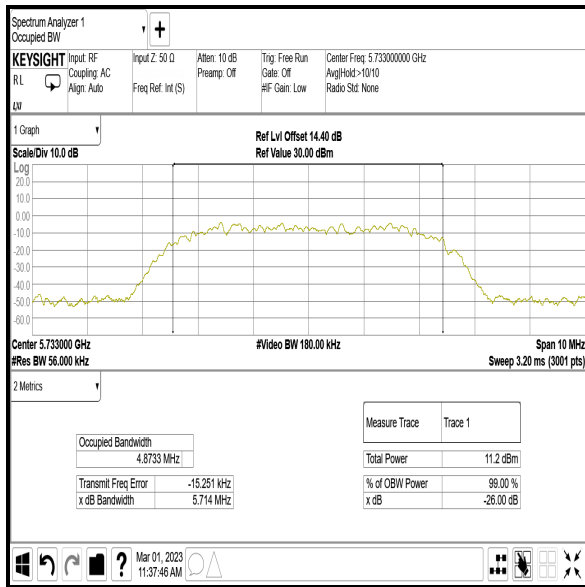 Spectrum Analyzer 1
Occupied BW
KEYSIGHT
RL
LXI
Input: RF
Coupling: AC
Align: Auto
Input Z: 50 Ω
Freq Ref: Int (S)
Atten: 10 dB
Preamp: Off
Trig: Free Run
Gate: Off
#IF Gain: Low
Center Freq: 5.733000000 GHz
Avg|Hold:>10/10
Radio Std: None
1 Graph
Scale/Div 10.0 dB
Ref Lvl Offset 14.40 dB
Ref Value 30.00 dBm
Log
20.0
10.0
0.00
-10.0
-20.0
-30.0
-40.0
-50.0
-60.0
Center 5.733000 GHz
#Res BW 56.000 kHz
#Video BW 180.00 kHz
Span 10 MHz
Sweep 3.20 ms (3001 pts)
2 Metrics
Occupied Bandwidth
4.8733 MHz
Transmit Freq Error -15.251 kHz
x dB Bandwidth 5.714 MHz
Measure Trace Trace 1
Total Power 11.2 dBm
% of OBW Power 99.00 %
x dB -26.00 dB
?
Mar 01, 2023
11:37:46 AM